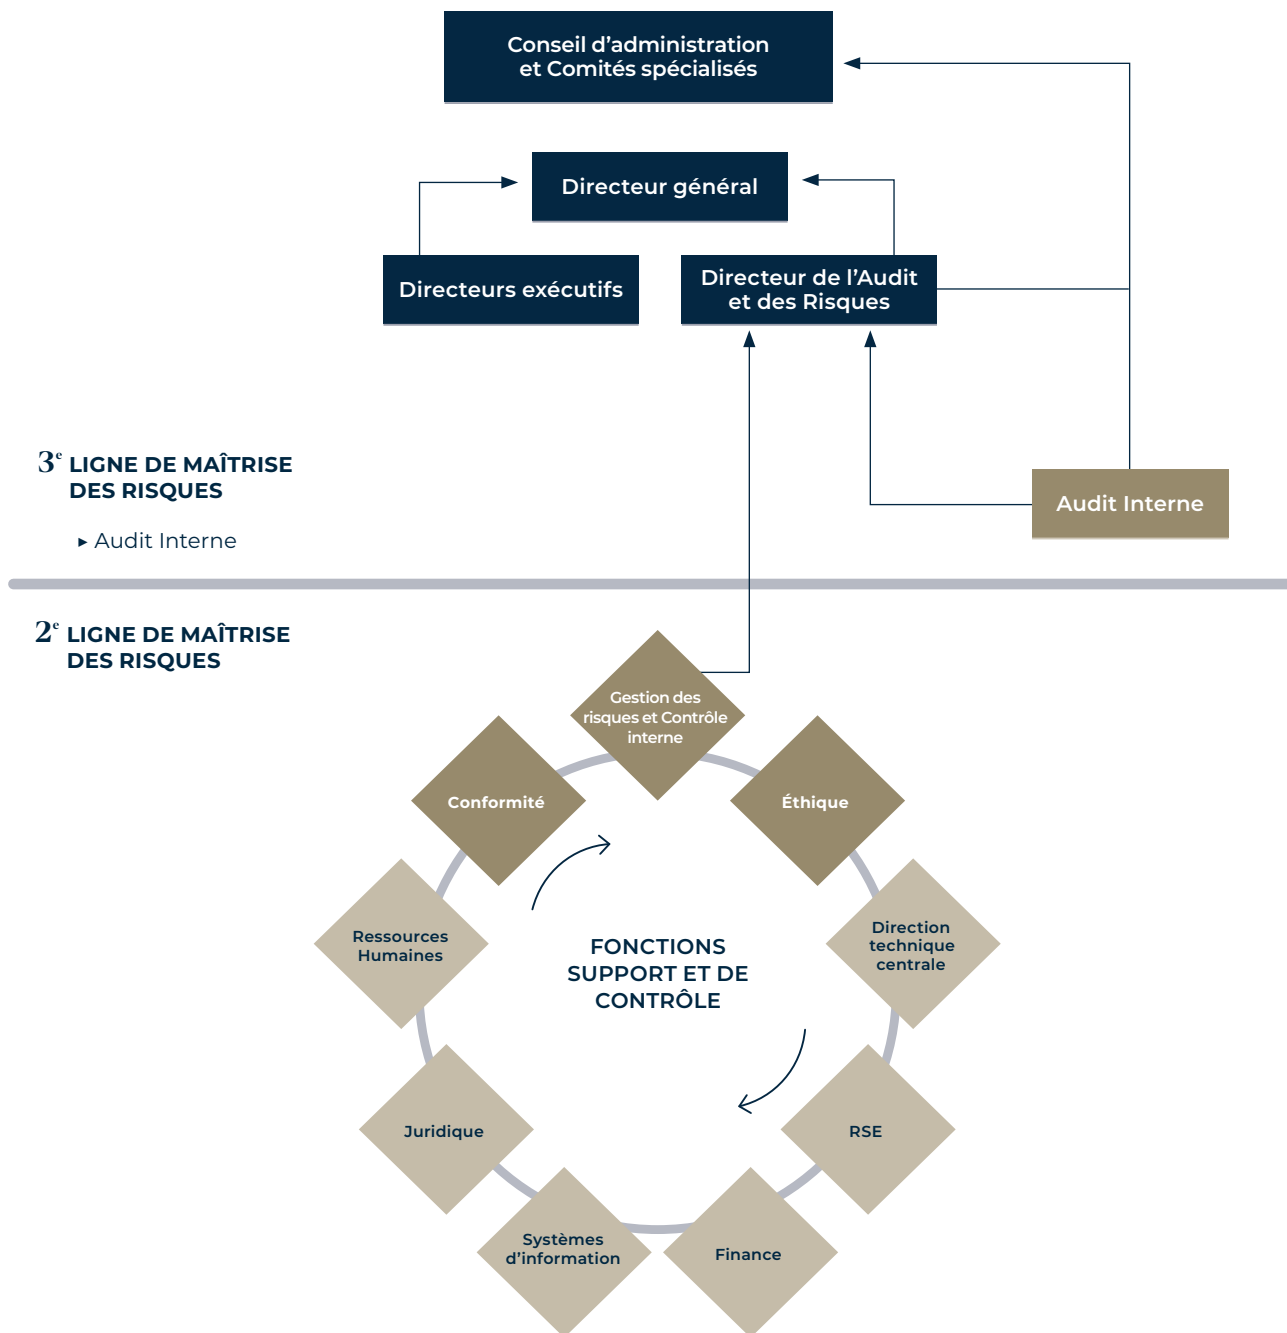 Conseil d’administration
et Comités spécialisés
Directeur général
Directeurs exécutifs
Directeur de l’Audit
et des Risques
3e LIGNE DE MAÎTRISE
DES RISQUES
▸ Audit Interne
Audit Interne
2e LIGNE DE MAÎTRISE
DES RISQUES
Gestion des
risques et Contrôle
interne
Conformité
Éthique
Ressources
Humaines
Direction
technique
centrale
FONCTIONS
SUPPORT ET DE
CONTRÔLE
Juridique
RSE
Systèmes
d’information
Finance